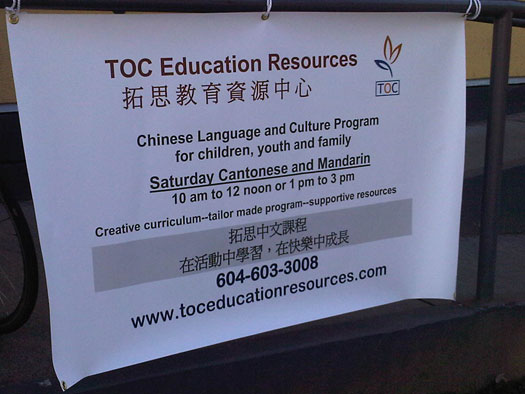 TOC Education Resources
拓思教育資源中心
TOC
Chinese Language and Culture Program
for children, youth and family
Saturday Cantonese and Mandarin
10 am to 12 noon or 1 pm to 3 pm
Creative curriculum--tailor made program--supportive resources
拓思中文課程
在活動中學習，在快樂中成長
604-603-3008
www.toceducationresources.com